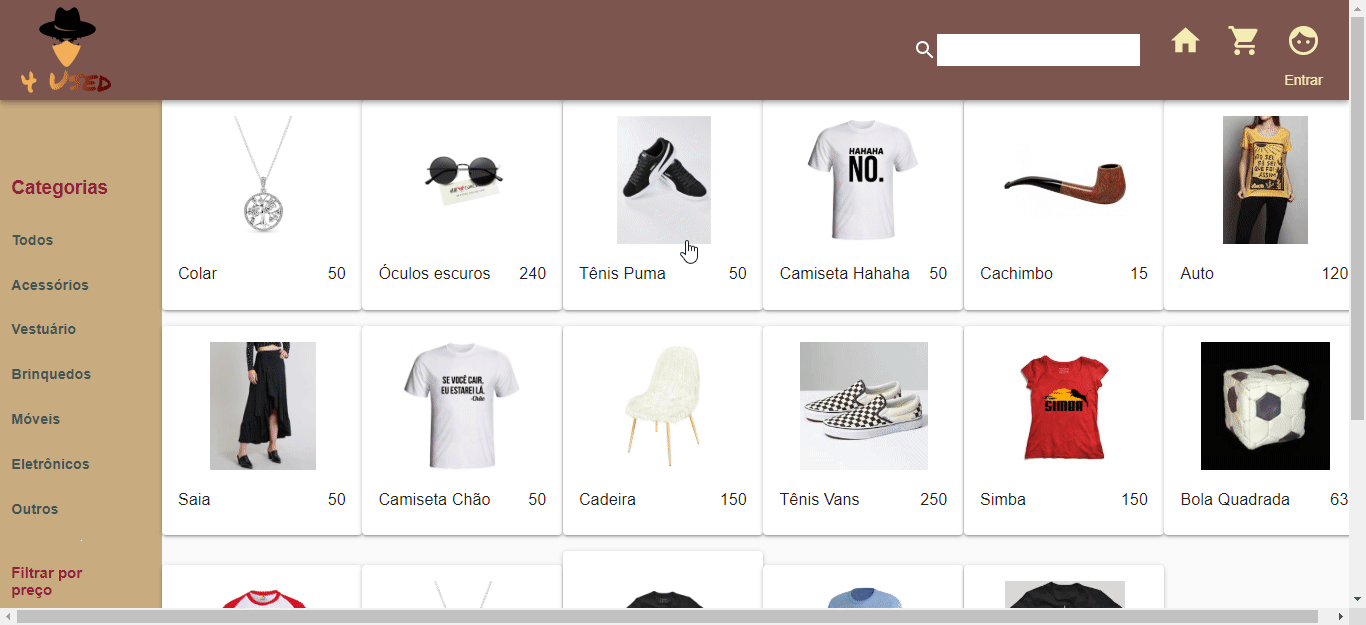 4 USED
Entrar
Categorias
Todos
Acessórios
Vestuário
Brinquedos
Móveis
Eletrônicos
Outros
Filtrar por
preço
HAHAHA
NO.
Colar 50
Óculos escuros 240
Tênis Puma 50
Camiseta Hahaha 50
Cachimbo 15
Auto 120
SE VOCÊ CAIR,
EU ESTAREI LÁ.
-Chão
SIMBA
Saia 50
Camiseta Chão 50
Cadeira 150
Tênis Vans 250
Simba 150
Bola Quadrada 63